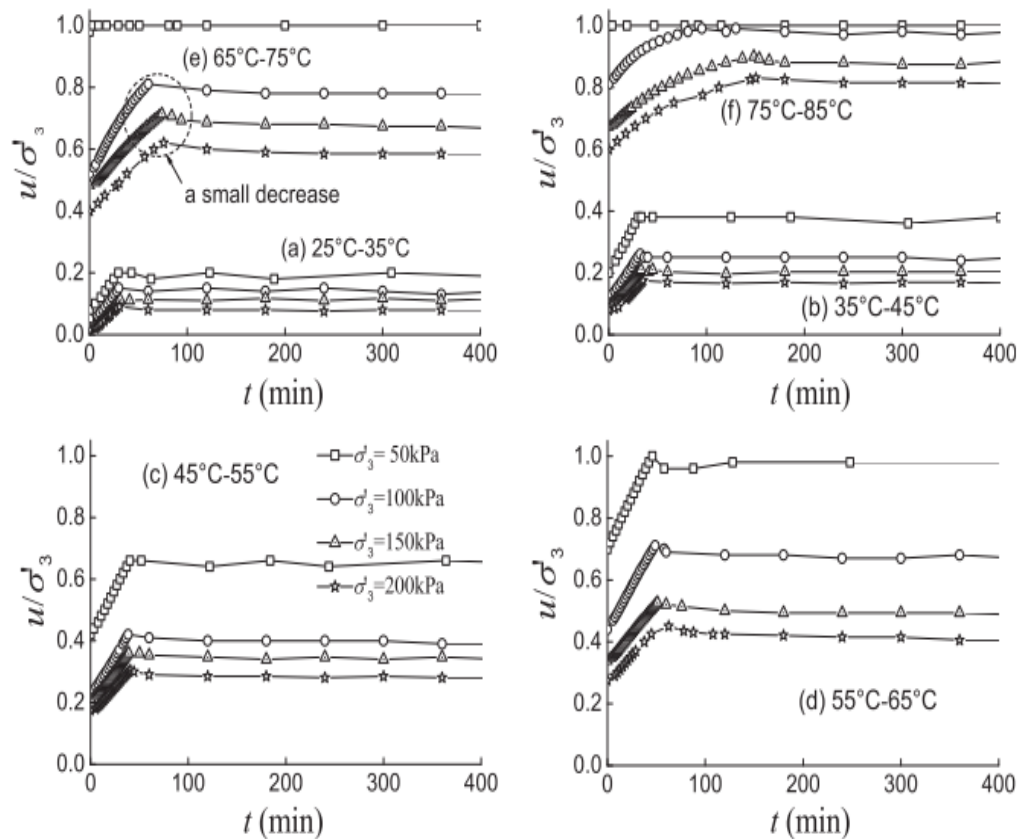 1.0
0.8
0.6
0.4
0.2
0.0
u/σ'₃
(e) 65°C-75°C
a small decrease
(a) 25°C-35°C
0 100 200 300 400
t (min)
1.0
0.8
0.6
0.4
0.2
0.0
u/σ'₃
(f) 75°C-85°C
(b) 35°C-45°C
0 100 200 300 400
t (min)
1.0
0.8
0.6
0.4
0.2
0.0
u/σ'₃
(c) 45°C-55°C
σ'₃= 50kPa
σ'₃=100kPa
σ'₃=150kPa
σ'₃=200kPa
0 100 200 300 400
t (min)
1.0
0.8
0.6
0.4
0.2
0.0
u/σ'₃
(d) 55°C-65°C
0 100 200 300 400
t (min)